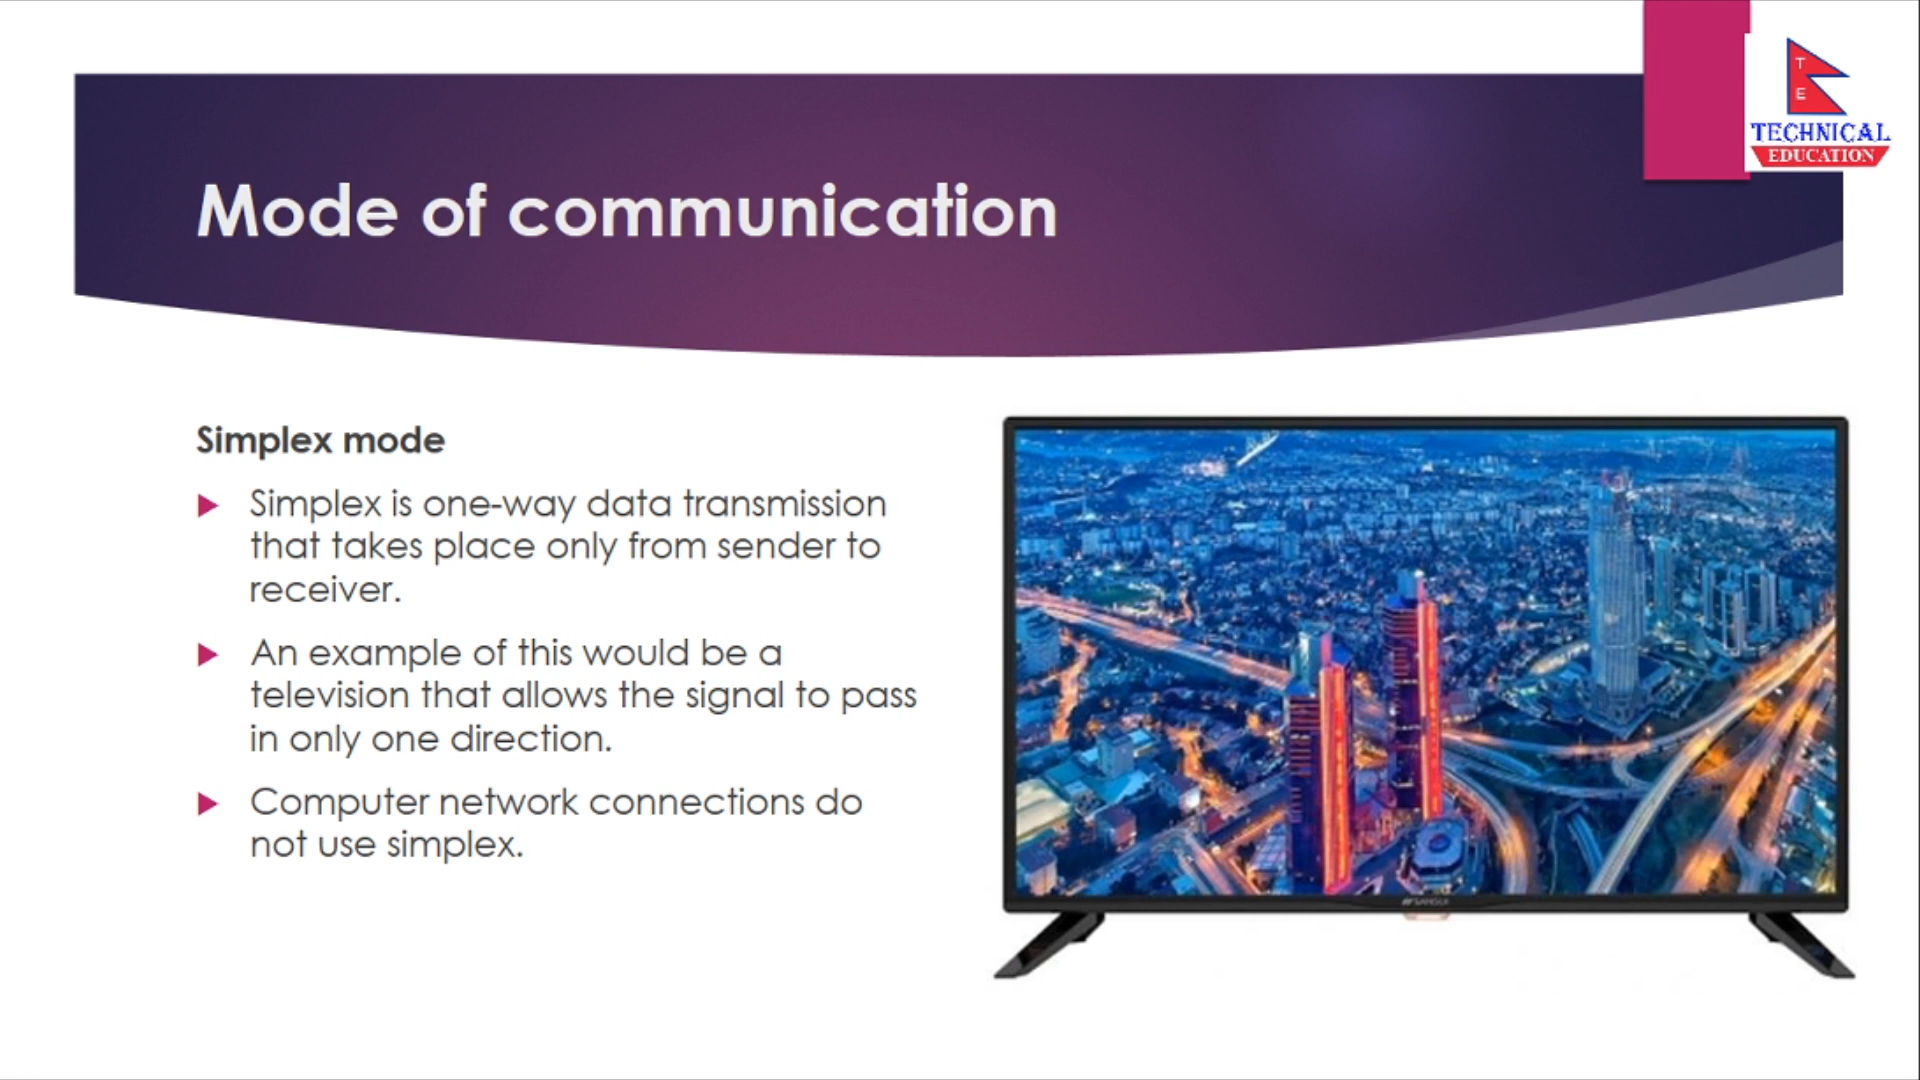 T
E
TECHNICAL
EDUCATION
Mode of communication
Simplex mode
Simplex is one-way data transmission
that takes place only from sender to
receiver.
An example of this would be a
television that allows the signal to pass
in only one direction.
Computer network connections do
not use simplex.
SANSUI